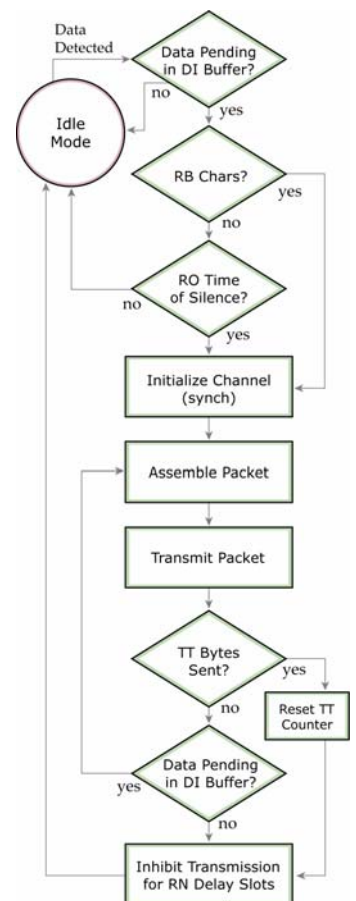 Data
Detected
Data Pending
in DI Buffer?
no
yes
Idle
Mode
RB Chars?
yes
no
RO Time
of Silence?
no
yes
Initialize Channel
(synch)
Assemble Packet
Transmit Packet
TT Bytes
Sent?
yes
no
Reset TT
Counter
Data Pending
in DI Buffer?
yes
no
Inhibit Transmission
for RN Delay Slots